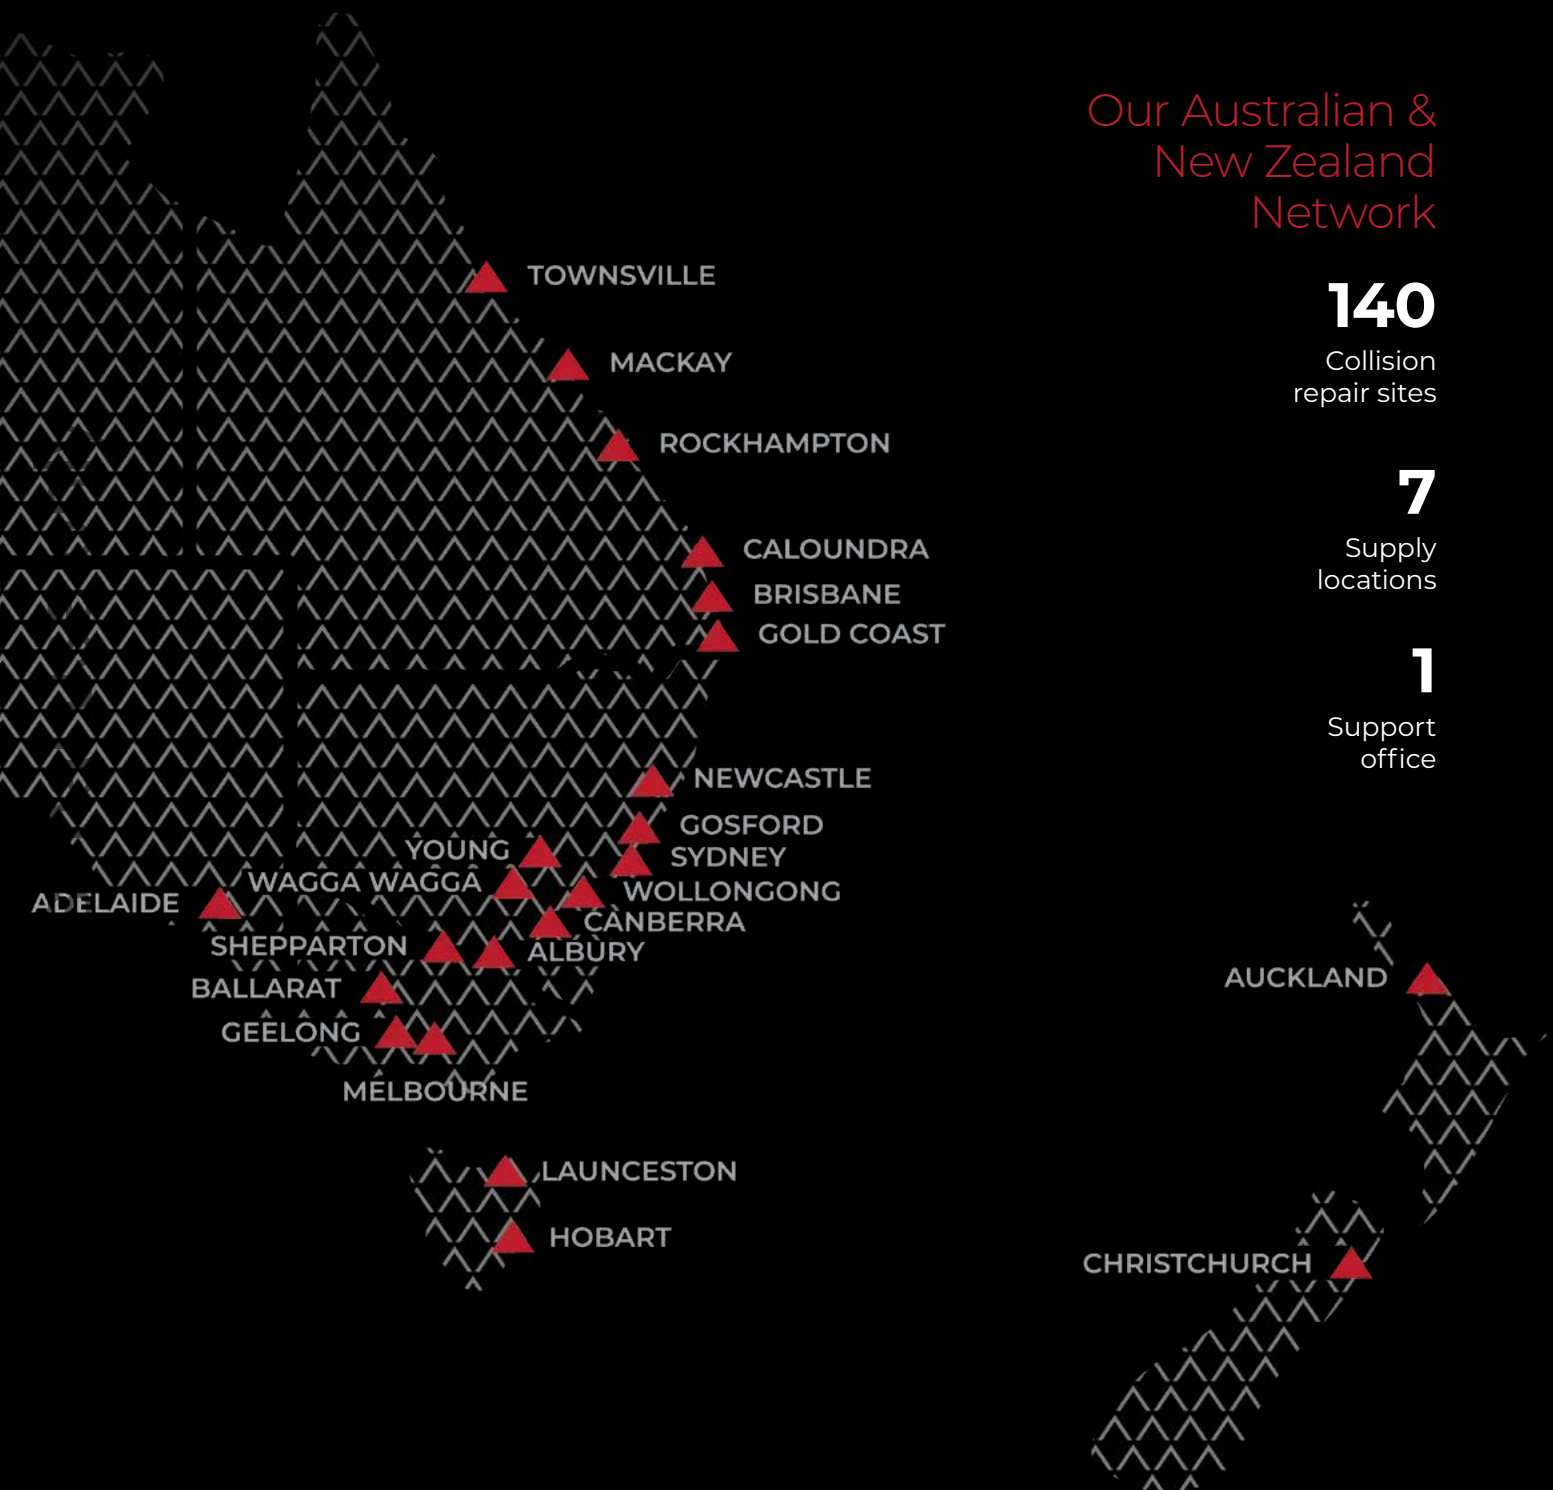 Our Australian &
New Zealand
Network
140
Collision
repair sites
7
Supply
locations
1
Support
office
TOWNSVILLE
MACKAY
ROCKHAMPTON
CALOUNDRA
BRISBANE
GOLD COAST
NEWCASTLE
GOSFORD
YOUNG
SYDNEY
WAGGA WAGGA
WOLLONGONG
ADELAIDE
CANBERRA
SHEPPARTON
ALBURY
BALLARAT
GEELONG
MELBOURNE
LAUNCESTON
HOBART
AUCKLAND
CHRISTCHURCH